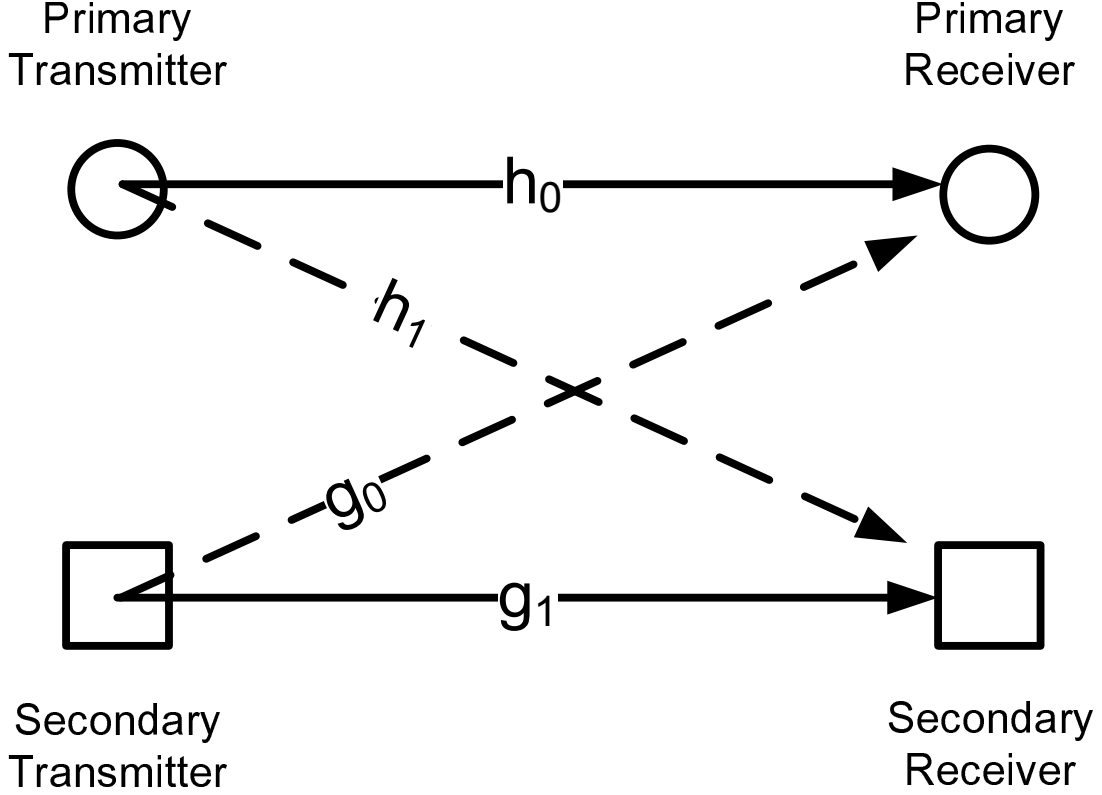 Primary
Transmitter
Primary
Receiver
h0
h1
g0
g1
Secondary
Transmitter
Secondary
Receiver